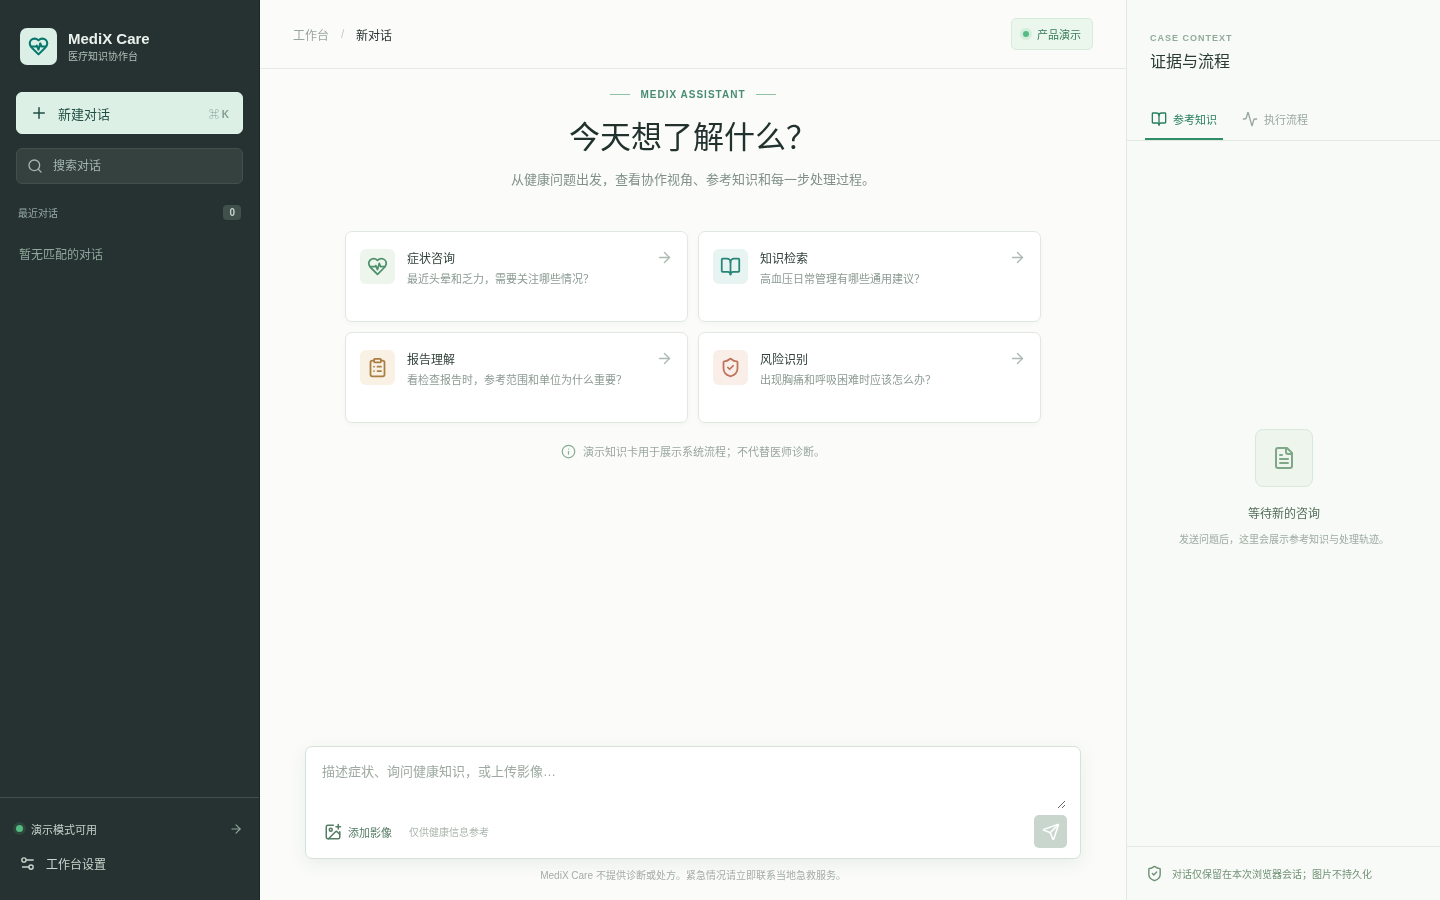 MediX Care
医疗知识协作台
新建对话 ⌘K
搜索对话
最近对话 0
暂无匹配的对话
演示模式可用
工作台设置
工作台 / 新对话
产品演示
MEDIX ASSISTANT
今天想了解什么？
从健康问题出发，查看协作视角、参考知识和每一步处理过程。
症状咨询
最近头晕和乏力，需要关注哪些情况？
知识检索
高血压日常管理有哪些通用建议？
报告理解
看检查报告时，参考范围和单位为什么重要？
风险识别
出现胸痛和呼吸困难时应该怎么办？
演示知识卡用于展示系统流程；不代替医师诊断。
描述症状、询问健康知识，或上传影像…
添加影像 仅供健康信息参考
MediX Care 不提供诊断或处方。紧急情况请立即联系当地急救服务。
CASE CONTEXT
证据与流程
参考知识 执行流程
等待新的咨询
发送问题后，这里会展示参考知识与处理轨迹。
对话仅保留在本次浏览器会话；图片不持久化